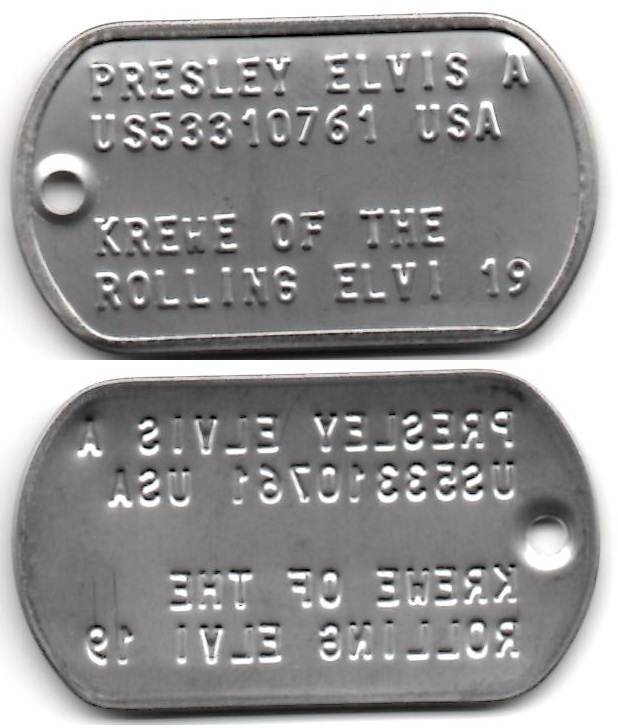 PRESLEY ELVIS A
US53310761 USA
KREWE OF THE
ROLLING ELVI 19
PRESLEY ELVIS A
US53310761 USA
KREWE OF THE
ROLLING ELVI 19